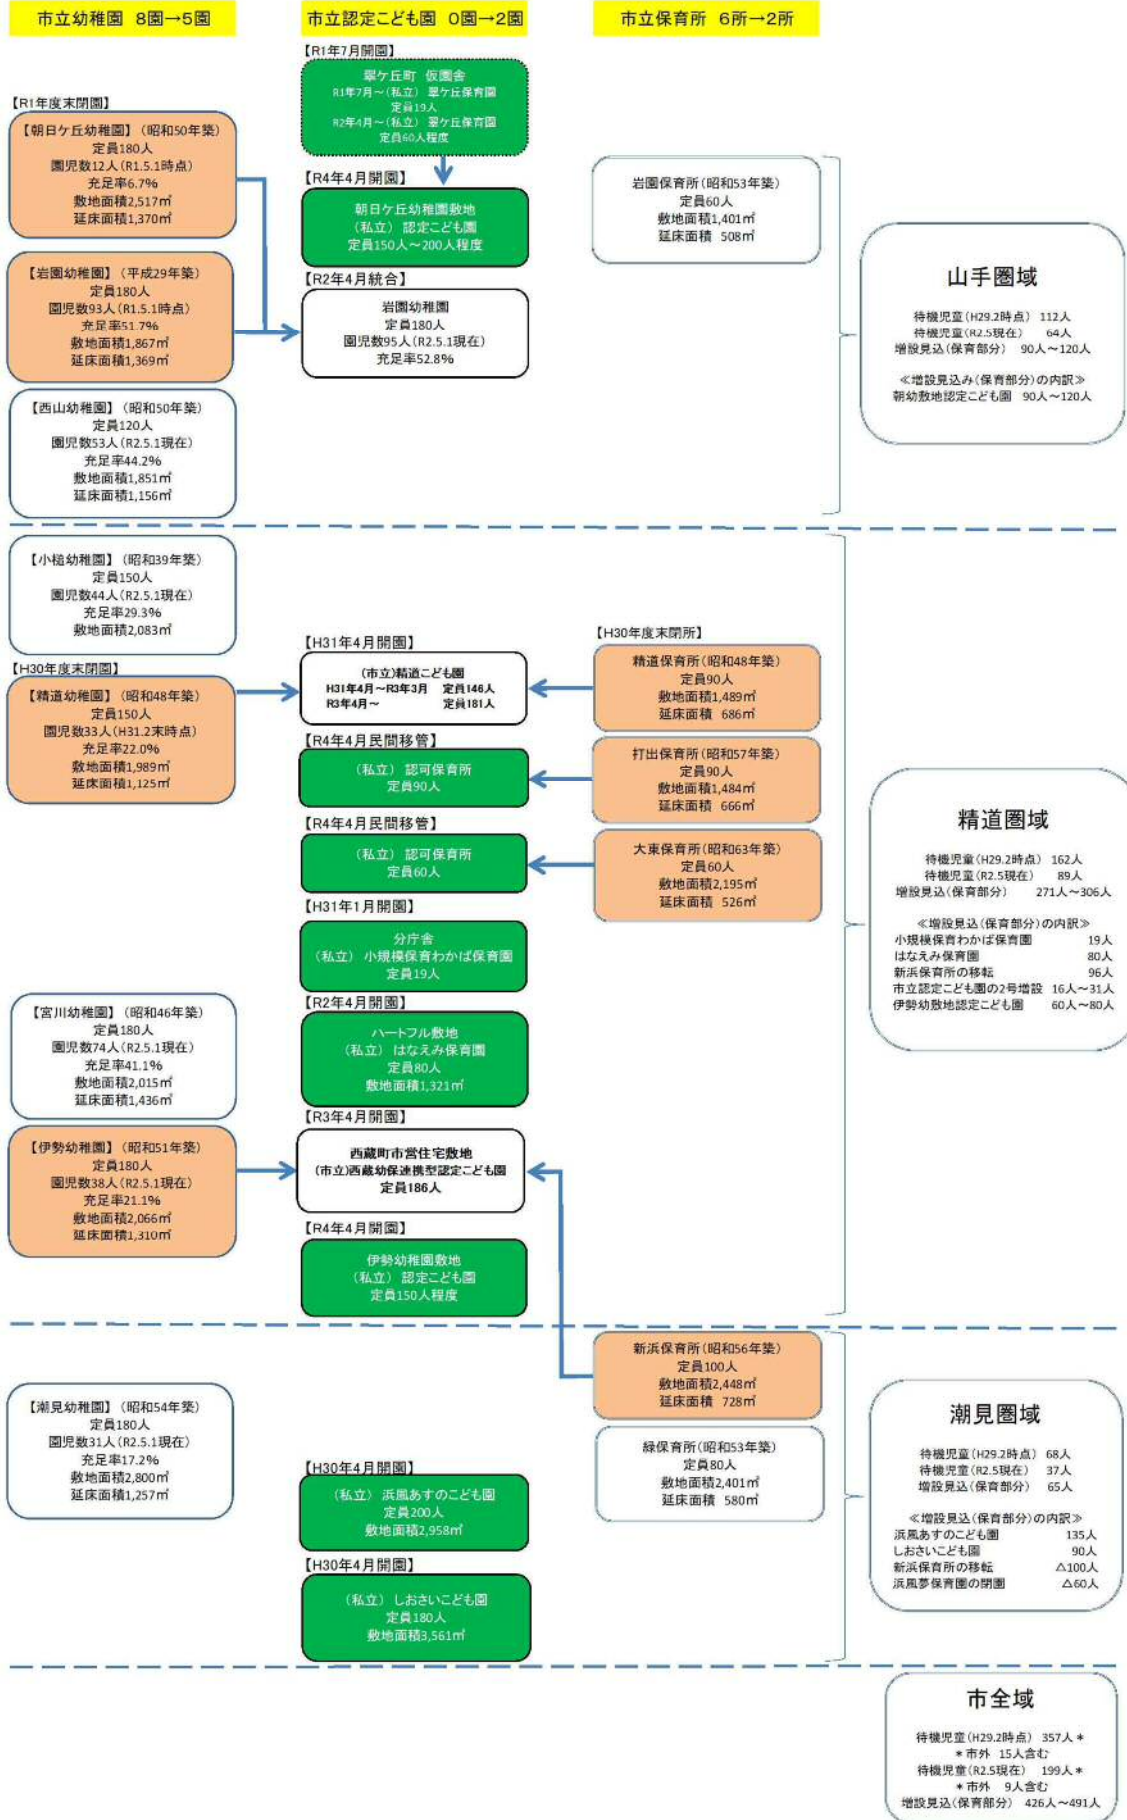 市立幼稚園 8園→5園
市立認定こども園 0園→2園
市立保育所 6所→2所
【R1年7月開園】
翠ケ丘町 仮園舎
R1年7月～(私立) 翠ケ丘保育園
定員19人
R2年4月～(私立) 翠ケ丘保育園
定員60人程度
【R1年度末閉園】
【朝日ケ丘幼稚園】（昭和50年築）
定員180人
園児数12人(R1.5.1時点)
充足率6.7%
敷地面積2,517㎡
延床面積1,370㎡
【R4年4月開園】
朝日ケ丘幼稚園敷地
（私立）認定こども園
定員150人～200人程度
岩園保育所(昭和53年築)
定員60人
敷地面積1,401㎡
延床面積 508㎡
【岩園幼稚園】（平成29年築）
定員180人
園児数93人(R1.5.1時点)
充足率51.7%
敷地面積1,867㎡
延床面積1,369㎡
【R2年4月統合】
岩園幼稚園
定員180人
園児数95人(R2.5.1現在)
充足率52.8%
山手圏域
待機児童(H29.2時点) 112人
待機児童(R2.5現在) 64人
増設見込(保育部分) 90人～120人
≪増設見込み(保育部分)の内訳≫
朝幼敷地認定こども園 90人～120人
【西山幼稚園】（昭和50年築）
定員120人
園児数53人(R2.5.1現在)
充足率44.2%
敷地面積1,851㎡
延床面積1,156㎡
【小槌幼稚園】（昭和39年築）
定員150人
園児数44人(R2.5.1現在)
充足率29.3%
敷地面積2,083㎡
【H30年度末閉園】
【精道幼稚園】（昭和48年築）
定員150人
園児数33人(H31.2末時点)
充足率22.0%
敷地面積1,989㎡
延床面積1,125㎡
【H31年4月開園】
(市立)精道こども園
H31年4月～R3年3月 定員146人
R3年4月～ 定員181人
【H30年度末閉所】
精道保育所(昭和48年築)
定員90人
敷地面積1,489㎡
延床面積 686㎡
【R4年4月民間移管】
（私立）認可保育所
定員90人
打出保育所(昭和57年築)
定員90人
敷地面積1,484㎡
延床面積 666㎡
【R4年4月民間移管】
（私立）認可保育所
定員60人
大東保育所(昭和63年築)
定員60人
敷地面積2,195㎡
延床面積 526㎡
【H31年1月開園】
分庁舎
（私立）小規模保育わかば保育園
定員19人
精道圏域
待機児童(H29.2時点) 162人
待機児童(R2.5現在) 89人
増設見込(保育部分) 271人～306人
≪増設見込(保育部分)の内訳≫
小規模保育わかば保育園 19人
はなえみ保育園 80人
新浜保育所の移転 96人
市立認定こども園の2号増設 16人～31人
伊勢幼敷地認定こども園 60人～80人
【宮川幼稚園】（昭和46年築）
定員180人
園児数74人(R2.5.1現在)
充足率41.1%
敷地面積2,015㎡
延床面積1,436㎡
【R2年4月開園】
ハートフル敷地
（私立）はなえみ保育園
定員80人
敷地面積1,321㎡
【伊勢幼稚園】（昭和51年築）
定員180人
園児数38人(R2.5.1現在)
充足率21.1%
敷地面積2,066㎡
延床面積1,310㎡
【R3年4月開園】
西蔵町市営住宅敷地
(市立)西蔵幼保連携型認定こども園
定員186人
【R4年4月開園】
伊勢幼稚園敷地
（私立）認定こども園
定員150人程度
新浜保育所(昭和56年築)
定員100人
敷地面積2,448㎡
延床面積 728㎡
【潮見幼稚園】（昭和54年築）
定員180人
園児数31人(R2.5.1現在)
充足率17.2%
敷地面積2,800㎡
延床面積1,257㎡
緑保育所(昭和53年築)
定員80人
敷地面積2,401㎡
延床面積 580㎡
【H30年4月開園】
（私立）浜風あすのこども園
定員200人
敷地面積2,958㎡
【H30年4月開園】
（私立）しおさいこども園
定員180人
敷地面積3,561㎡
潮見圏域
待機児童(H29.2時点) 68人
待機児童(R2.5現在) 37人
増設見込(保育部分) 65人
≪増設見込(保育部分)の内訳≫
浜風あすのこども園 135人
しおさいこども園 90人
新浜保育所の移転 △100人
浜風夢保育園の閉園 △60人
市全域
待機児童(H29.2時点) 357人＊
＊市外 15人含む
待機児童(R2.5現在) 199人＊
＊市外 9人含む
増設見込(保育部分) 426人～491人